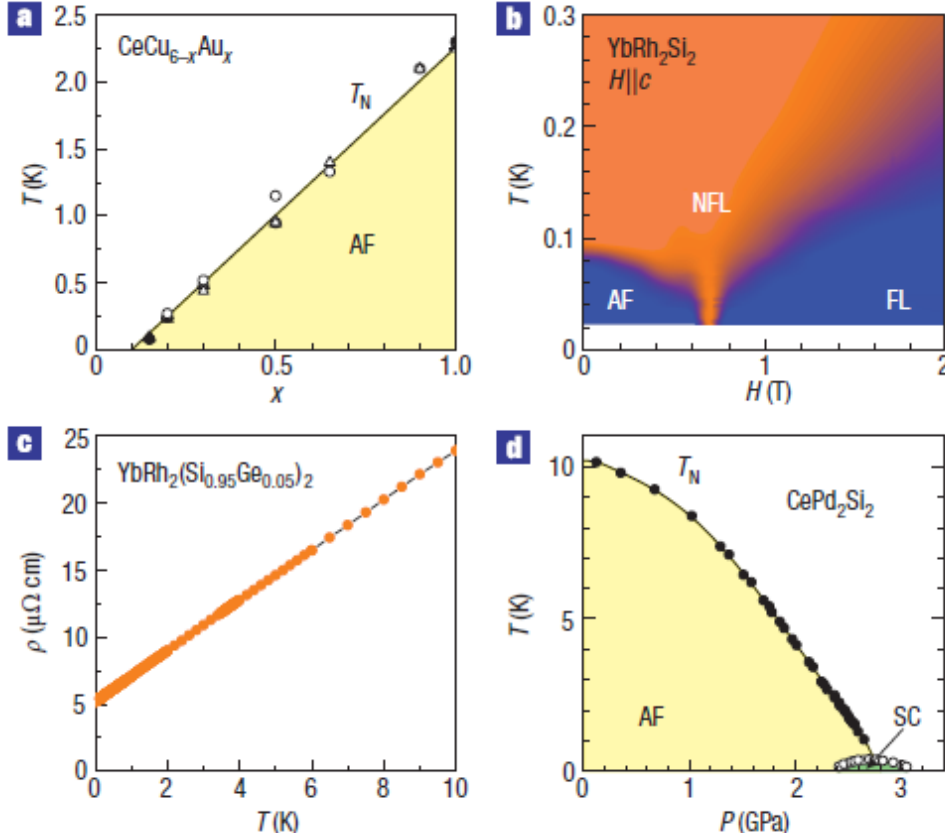 a
CeCu6–xAux
TN
AF
2.5
2.0
1.5
1.0
0.5
0
T (K)
0
0.5
1.0
x
b
YbRh2Si2
H||c
NFL
AF
FL
0.3
0.2
0.1
0
T (K)
0
1
2
H (T)
c
YbRh2(Si0.95Ge0.05)2
25
20
15
10
5
0
ρ (μΩ cm)
0 2 4 6 8 10
T (K)
d
TN
CePd2Si2
AF
SC
10
5
0
T (K)
0 1 2 3
P (GPa)